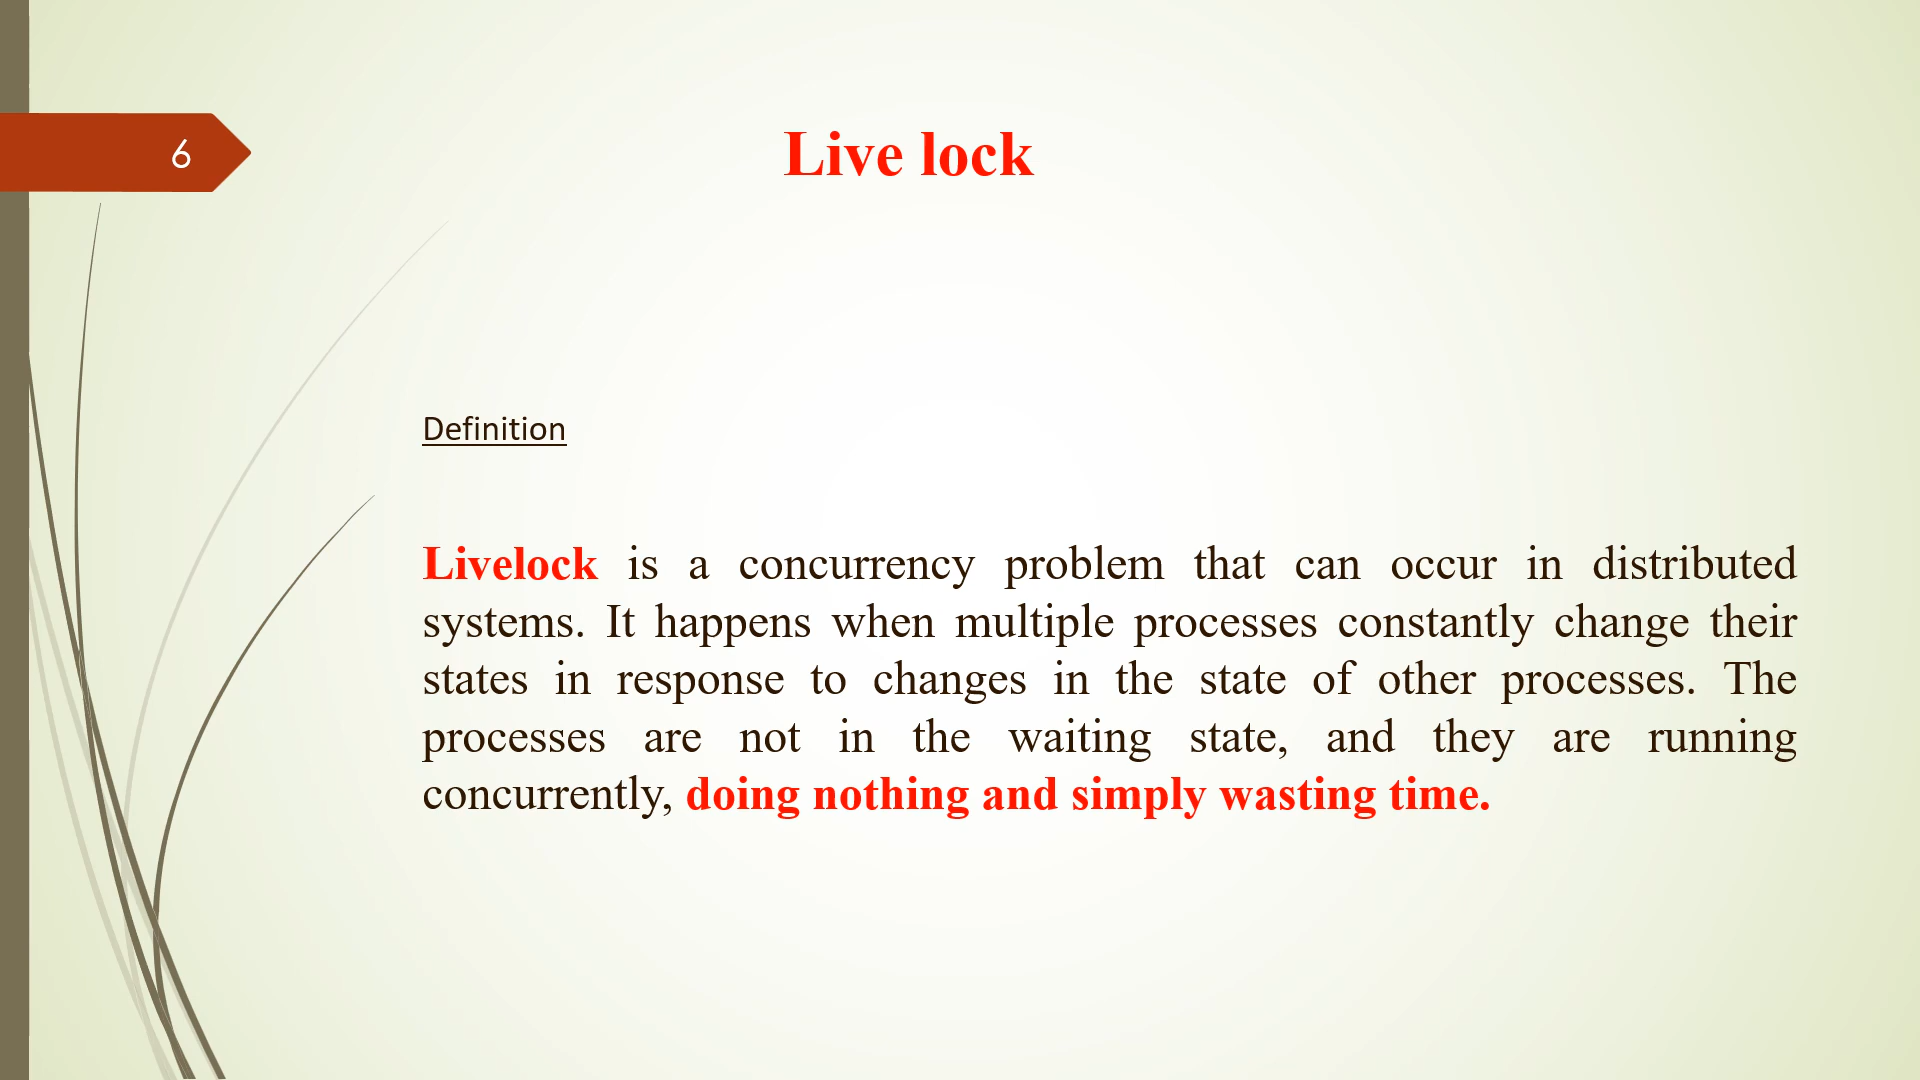 6
Live lock
Definition
Livelock is a concurrency problem that can occur in distributed
systems. It happens when multiple processes constantly change their
states in response to changes in the state of other processes. The
processes are not in the waiting state, and they are running
concurrently, doing nothing and simply wasting time.